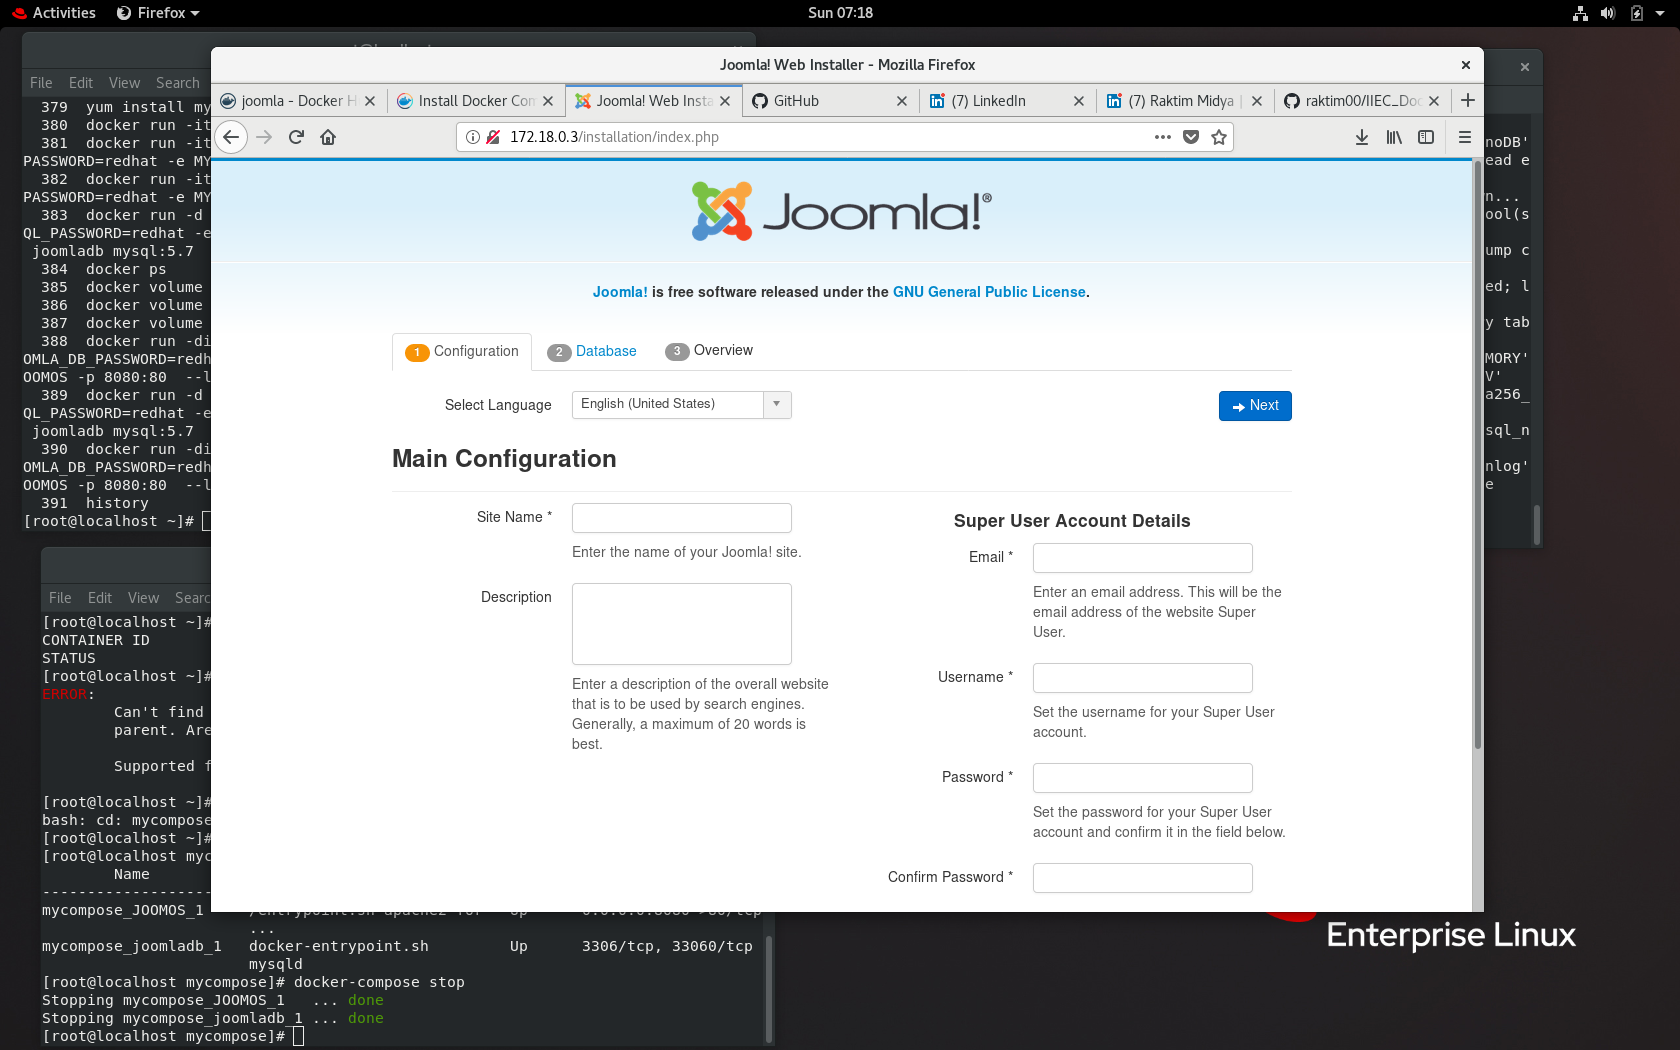 Activities
Firefox
Sun 07:18
File Edit View Search
379 yum install my
380 docker run -it
381 docker run -it
PASSWORD=redhat -e MY
382 docker run -it
PASSWORD=redhat -e MY
383 docker run -d
QL_PASSWORD=redhat -e
joomladb mysql:5.7
384 docker ps
385 docker volume
386 docker volume
387 docker volume
388 docker run -di
OMLA_DB_PASSWORD=redh
OOMOS -p 8080:80 --l
389 docker run -d
QL_PASSWORD=redhat -e
joomladb mysql:5.7
390 docker run -di
OMLA_DB_PASSWORD=redh
OOMOS -p 8080:80 --l
391 history
[root@localhost ~]#
Joomla! Web Installer - Mozilla Firefox
joomla - Docker H
Install Docker Com
Joomla! Web Insta
GitHub
(7) LinkedIn
(7) Raktim Midya |
raktim00/IIEC_Doc
172.18.0.3/installation/index.php
Joomla!®
Joomla! is free software released under the GNU General Public License.
1 Configuration
2 Database
3 Overview
Select Language
English (United States)
Next
Main Configuration
Site Name *
Enter the name of your Joomla! site.
Description
Enter a description of the overall website
that is to be used by search engines.
Generally, a maximum of 20 words is
best.
Super User Account Details
Email *
Enter an email address. This will be the
email address of the website Super
User.
Username *
Set the username for your Super User
account.
Password *
Set the password for your Super User
account and confirm it in the field below.
Confirm Password *
noDB'
ead e
n...
ool(s
ump c
ed; l
y tab
MORY'
V'
a256_
sql_n
nlog'
e
File Edit View Searc
[root@localhost ~]#
CONTAINER ID
STATUS
[root@localhost ~]#
ERROR:
Can't find
parent. Are
Supported f
[root@localhost ~]#
bash: cd: mycompose
[root@localhost ~]#
[root@localhost myc
Name
---------------------
mycompose_JOOMOS_1 /entrypoint.sh apache2-for Up 0.0.0.0:8080->80/tcp
...
mycompose_joomladb_1 docker-entrypoint.sh Up 3306/tcp, 33060/tcp
mysqld
[root@localhost mycompose]# docker-compose stop
Stopping mycompose_JOOMOS_1 ... done
Stopping mycompose_joomladb_1 ... done
[root@localhost mycompose]#
Enterprise Linux